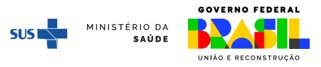 SUS
MINISTÉRIO DA
SAÚDE
GOVERNO FEDERAL
BRASIL
UNIÃO E RECONSTRUÇÃO